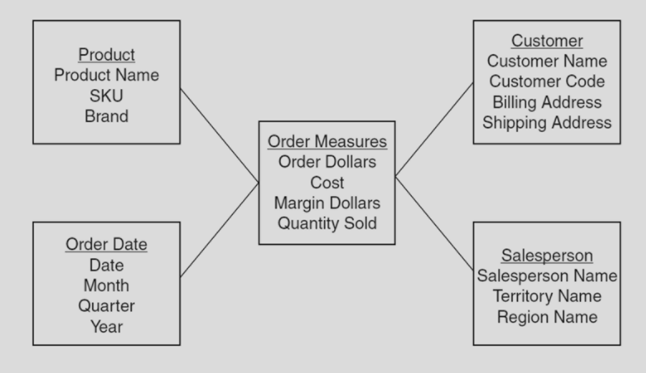 Product
Product Name
SKU
Brand
Customer
Customer Name
Customer Code
Billing Address
Shipping Address
Order Measures
Order Dollars
Cost
Margin Dollars
Quantity Sold
Order Date
Date
Month
Quarter
Year
Salesperson
Salesperson Name
Territory Name
Region Name